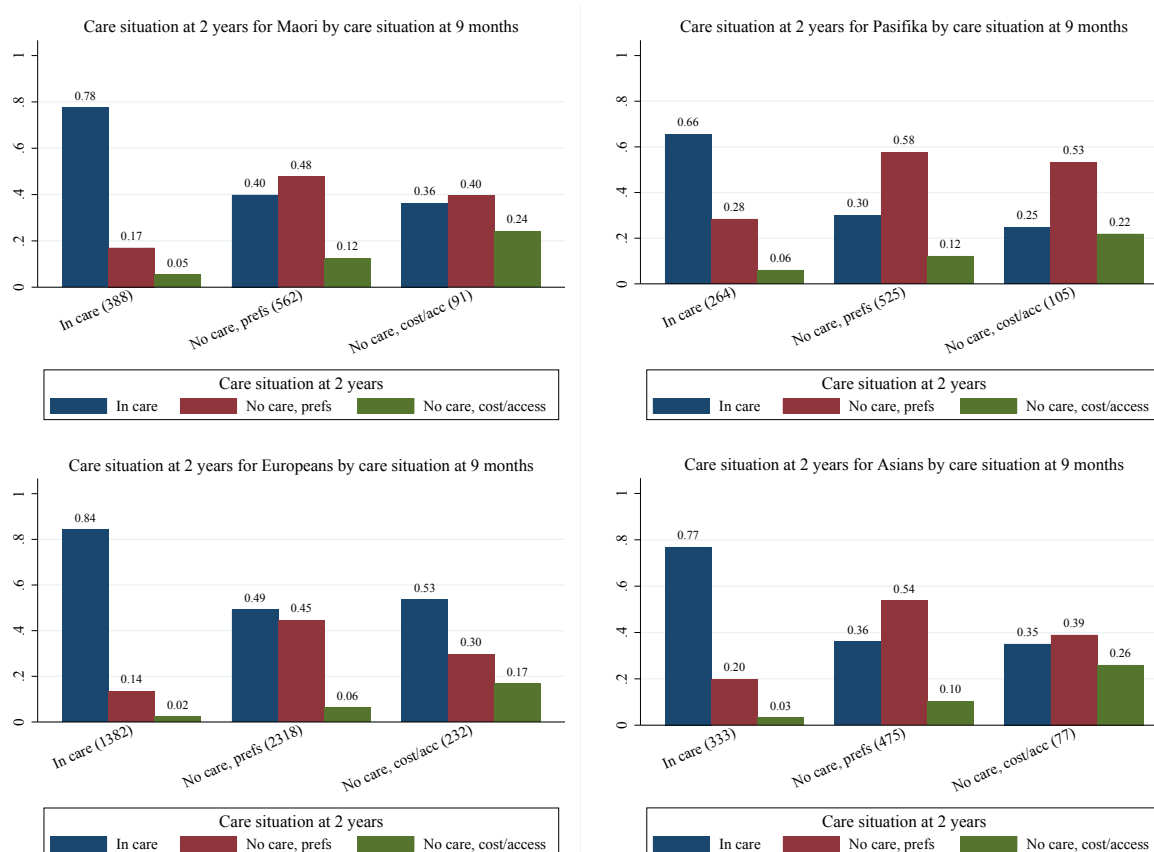 Care situation at 2 years for Maori by care situation at 9 months
1
.8
.6
.4
.2
0
0.78
0.17
0.05
0.40
0.48
0.12
0.36
0.40
0.24
In care (388)
No care, prefs (562)
No care, cost/acc (91)
Care situation at 2 years
In care
No care, prefs
No care, cost/access
Care situation at 2 years for Pasifika by care situation at 9 months
1
.8
.6
.4
.2
0
0.66
0.28
0.06
0.30
0.58
0.12
0.25
0.53
0.22
In care (264)
No care, prefs (525)
No care, cost/acc (105)
Care situation at 2 years
In care
No care, prefs
No care, cost/access
Care situation at 2 years for Europeans by care situation at 9 months
1
.8
.6
.4
.2
0
0.84
0.14
0.02
0.49
0.45
0.06
0.53
0.30
0.17
In care (1382)
No care, prefs (2318)
No care, cost/acc (232)
Care situation at 2 years
In care
No care, prefs
No care, cost/access
Care situation at 2 years for Asians by care situation at 9 months
1
.8
.6
.4
.2
0
0.77
0.20
0.03
0.36
0.54
0.10
0.35
0.39
0.26
In care (333)
No care, prefs (475)
No care, cost/acc (77)
Care situation at 2 years
In care
No care, prefs
No care, cost/access